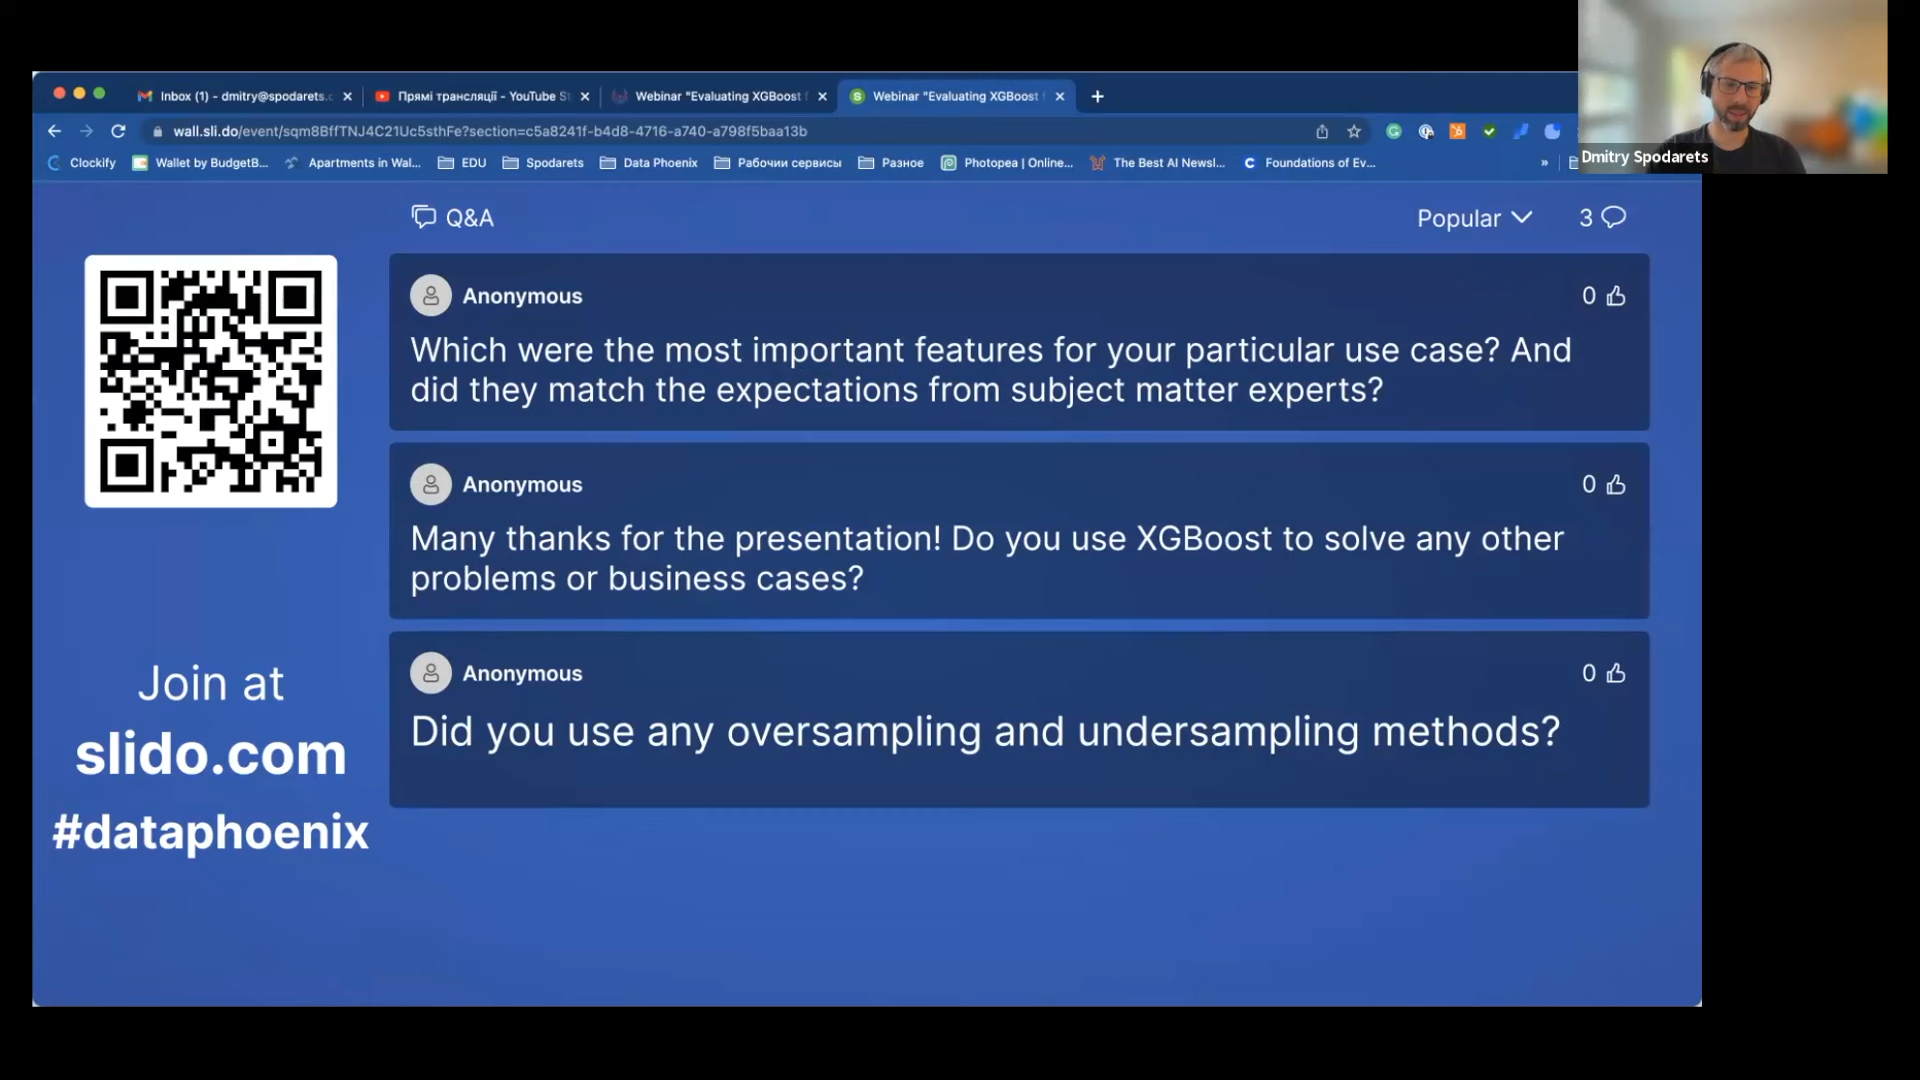 Inbox (1) - dmitry@spodarets.c
Прямі трансляції - YouTube St
Webinar "Evaluating XGBoost f
Webinar "Evaluating XGBoost f
wall.sli.do/event/sqm8BffTNJ4C21Uc5sthFe?section=c5a8241f-b4d8-4716-a740-a798f5baa13b
Clockify
Wallet by BudgetB...
Apartments in Wal...
EDU
Spodarets
Data Phoenix
Рабочии сервисы
Разное
Photopea | Online...
The Best AI Newsl...
Foundations of Ev...
»
Dmitry Spodarets
Q&A
Popular
3
Anonymous
0
Which were the most important features for your particular use case? And
did they match the expectations from subject matter experts?
Anonymous
0
Many thanks for the presentation! Do you use XGBoost to solve any other
problems or business cases?
Anonymous
0
Did you use any oversampling and undersampling methods?
Join at
slido.com
#dataphoenix